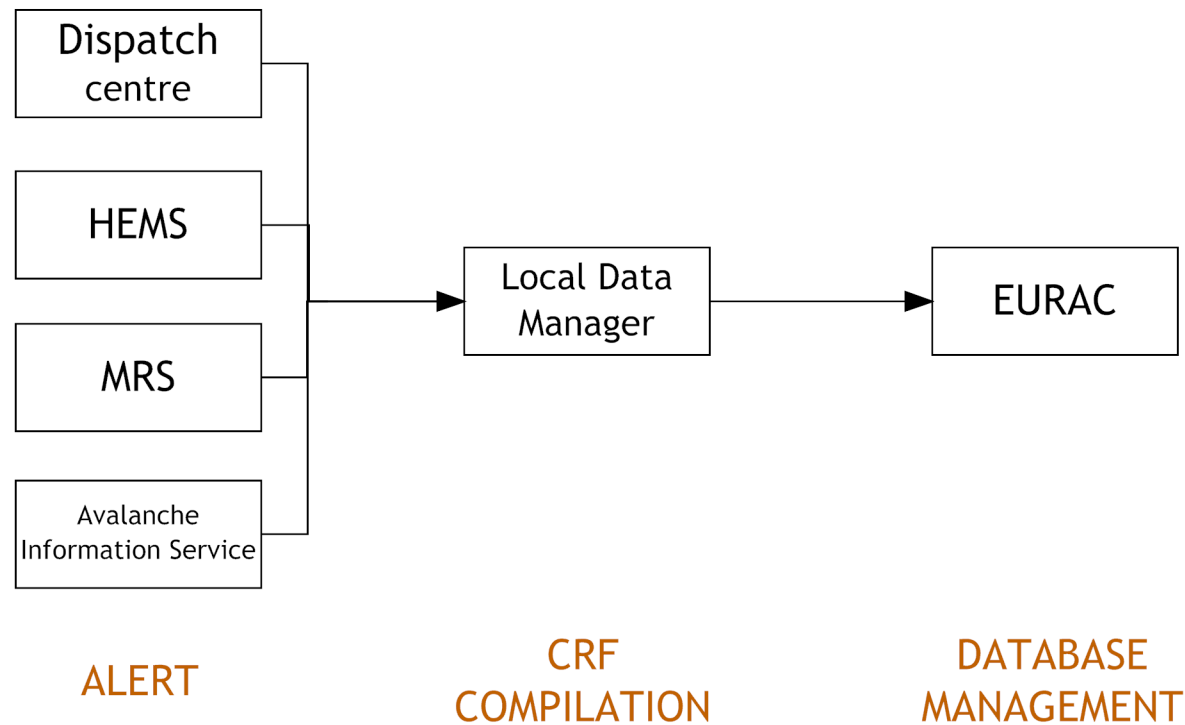 Dispatch
centre
HEMS
MRS
Avalanche
Information Service
Local Data
Manager
EURAC
ALERT
CRF
COMPILATION
DATABASE
MANAGEMENT